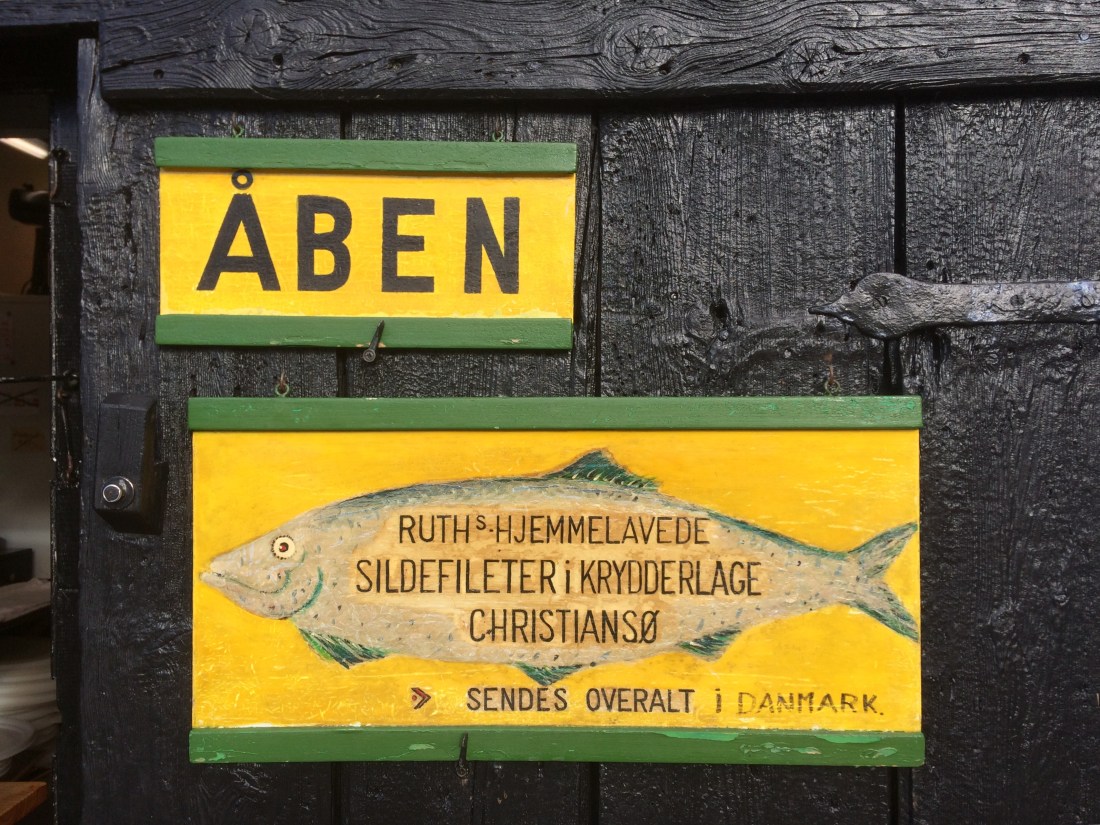 ÅBEN
RUTHs. HJEMMELAVEDE
SILDEFILETER i KRYDDERLAGE
CHRISTIANSØ
SENDES OVERALT i DANMARK.